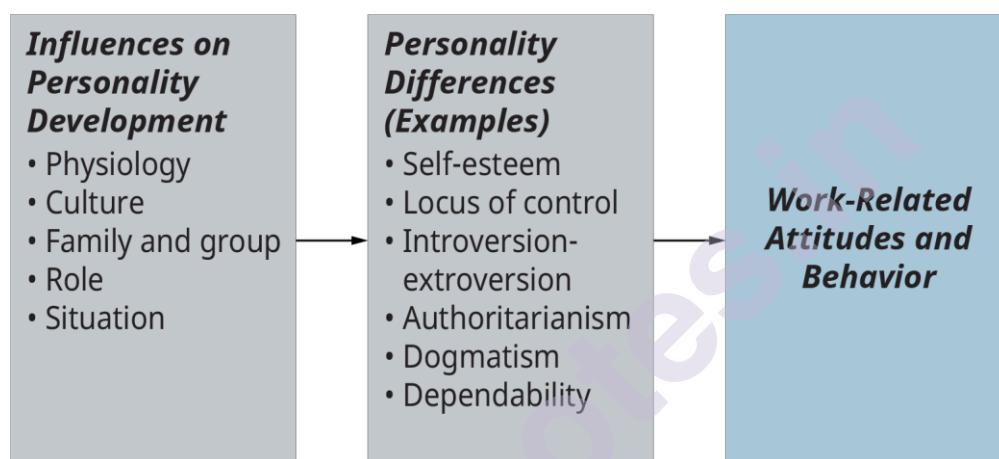 Influences on
Personality
Development
• Physiology
• Culture
• Family and group
• Role
• Situation
Personality
Differences
(Examples)
• Self-esteem
• Locus of control
• Introversion-
extroversion
• Authoritarianism
• Dogmatism
• Dependability
Work-Related
Attitudes and
Behavior